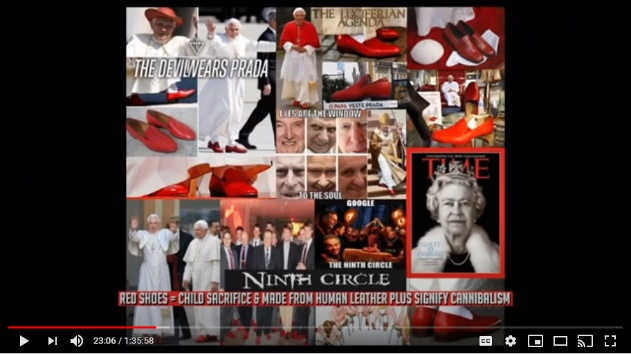 THE LUCIFERIAN
AGENDA
THE DEVIL WEARS PRADA
O PAPA VESTE PRADA
EYES ARE THE WINDOW
TO THE SOUL
TIME
GOOGLE
THE NINTH CIRCLE
NINTH CIRCLE
RED SHOES = CHILD SACRIFICE & MADE FROM HUMAN LEATHER PLUS SIGNIFY CANNIBALISM
23:06 / 1:35:58
CC